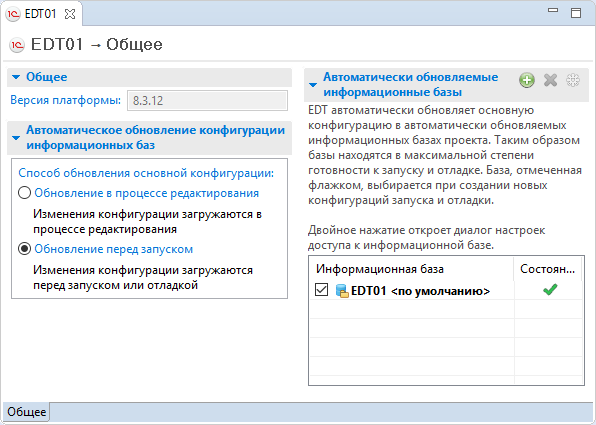 EDT01
EDT01 → Общее
Общее
Версия платформы: 8.3.12
Автоматическое обновление конфигурации
информационных баз
Способ обновления основной конфигурации:
Обновление в процессе редактирования
Изменения конфигурации загружаются в
процессе редактирования
Обновление перед запуском
Изменения конфигурации загружаются
перед запуском или отладкой
Автоматически обновляемые
информационные базы
EDT автоматически обновляет основную
конфигурацию в автоматически обновляемых
информационных базах проекта. Таким образом
базы находятся в максимальной степени
готовности к запуску и отладке. База, отмеченная
флажком, выбирается при создании новых
конфигураций запуска и отладки.
Двойное нажатие откроет диалог настроек
доступа к информационной базе.
Информационная база Состоян...
EDT01 <по умолчанию>
Общее